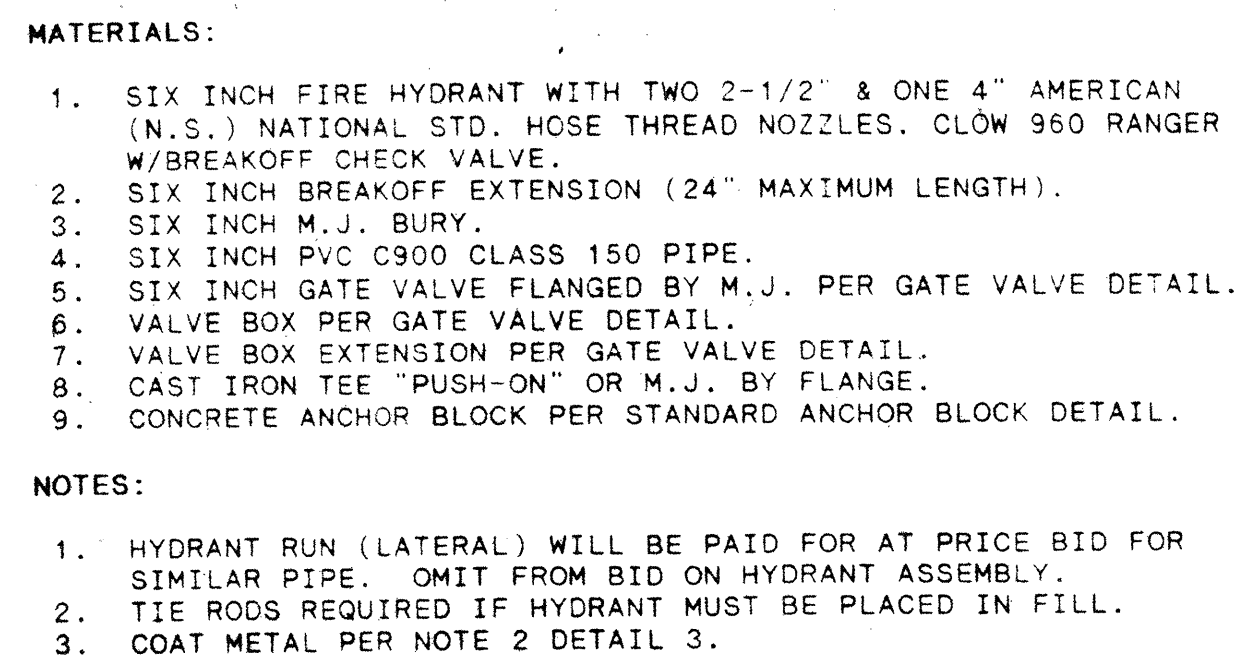 MATERIALS:
1. SIX INCH FIRE HYDRANT WITH TWO 2-1/2" & ONE 4" AMERICAN
(N.S.) NATIONAL STD. HOSE THREAD NOZZLES. CLOW 960 RANGER
W/BREAKOFF CHECK VALVE.
2. SIX INCH BREAKOFF EXTENSION (24" MAXIMUM LENGTH).
3. SIX INCH M.J. BURY.
4. SIX INCH PVC C900 CLASS 150 PIPE.
5. SIX INCH GATE VALVE FLANGED BY M.J. PER GATE VALVE DETAIL.
6. VALVE BOX PER GATE VALVE DETAIL.
7. VALVE BOX EXTENSION PER GATE VALVE DETAIL.
8. CAST IRON TEE "PUSH-ON" OR M.J. BY FLANGE.
9. CONCRETE ANCHOR BLOCK PER STANDARD ANCHOR BLOCK DETAIL.
NOTES:
1. HYDRANT RUN (LATERAL) WILL BE PAID FOR AT PRICE BID FOR
SIMILAR PIPE. OMIT FROM BID ON HYDRANT ASSEMBLY.
2. TIE RODS REQUIRED IF HYDRANT MUST BE PLACED IN FILL.
3. COAT METAL PER NOTE 2 DETAIL 3.